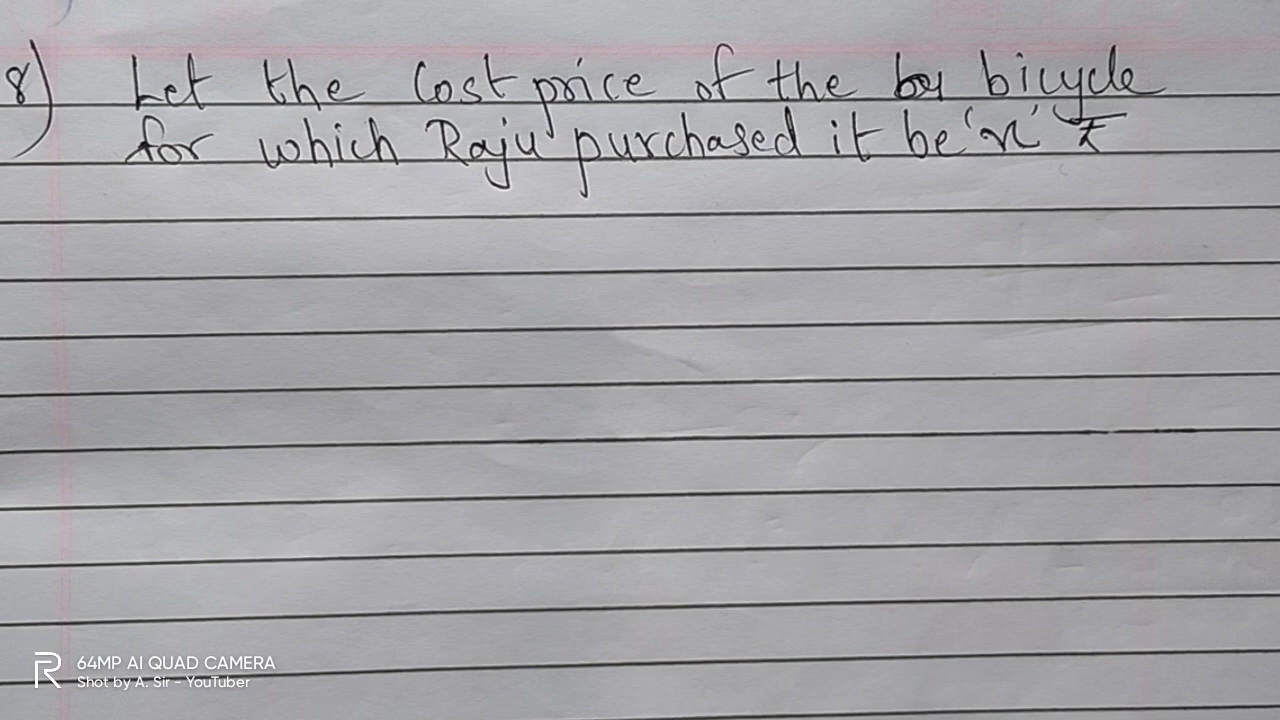 8) Let the Cost price of the by bicycle
for which Raju purchased it be 'x' ₹
64MP AI QUAD CAMERA
Shot by A. Sir - YouTuber